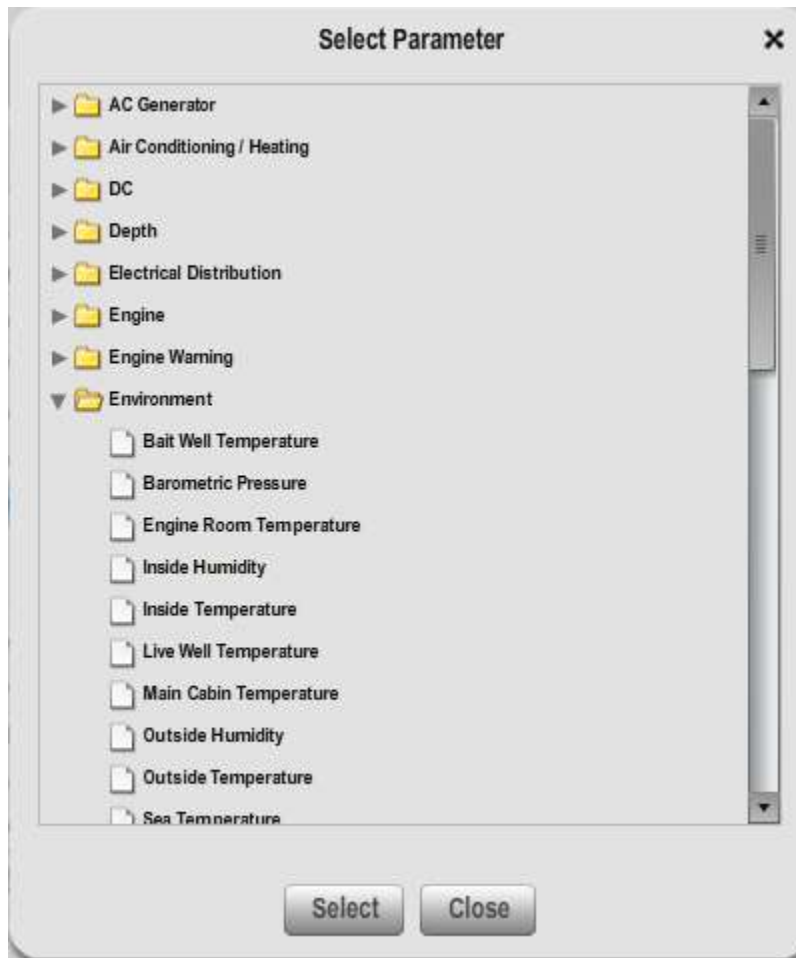 Select Parameter
AC Generator
Air Conditioning / Heating
DC
Depth
Electrical Distribution
Engine
Engine Warning
Environment
Bait Well Temperature
Barometric Pressure
Engine Room Temperature
Inside Humidity
Inside Temperature
Live Well Temperature
Main Cabin Temperature
Outside Humidity
Outside Temperature
Sea Temperature
Select Close